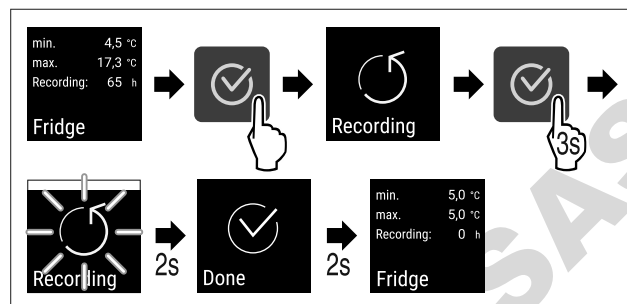 min. 4,5 °C
max. 17,3 °C
Recording: 65 h
Fridge
Recording
3s
Recording
2s
Done
2s
min. 5,0 °C
max. 5,0 °C
Recording: 0 h
Fridge
SAS